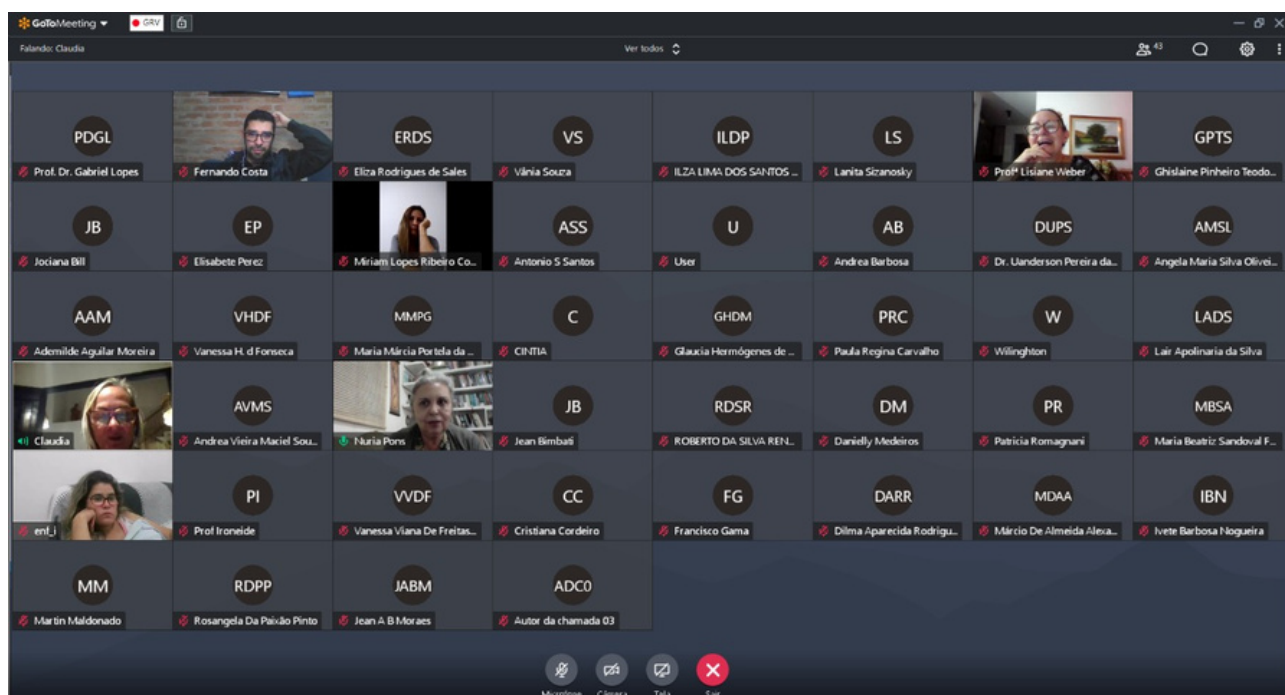 GoToMeeting
GRV
Falando: Claudia
Ver todos
43
PDGL
Prof. Dr. Gabriel Lopes
Fernando Costa
ERDS
Eliza Rodrigues de Sales
VS
Vânia Souza
ILDP
ILZA LIMA DOS SANTOS ...
LS
Lanita Sizanosky
Profª Lisiane Weber
GPTS
Ghislaine Pinheiro Teodo...
JB
Jociana Bill
EP
Elisabete Perez
Miriam Lopes Ribeiro Co...
ASS
Antonio S Santos
U
User
AB
Andrea Barbosa
DUPS
Dr. Uanderson Pereira da...
AMSL
Angela Maria Silva Olivei...
AAM
Ademilde Aguilar Moreira
VHDF
Vanessa H. d Fonseca
MMPG
Maria Márcia Portela da ...
C
CINTIA
GHDM
Glaucia Hermógenes de ...
PRC
Paula Regina Carvalho
W
Wilinghton
LADS
Lair Apolinaria da Silva
Claudia
AVMS
Andrea Vieira Maciel Sou...
Nuria Pons
JB
Jean Bimbati
RDSR
ROBERTO DA SILVA REN...
DM
Danielly Medeiros
PR
Patricia Romagnani
MBSA
Maria Beatriz Sandoval F...
enf_i
PI
Prof Ironeide
VVDF
Vanessa Viana De Freitas...
CC
Cristiana Cordeiro
FG
Francisco Gama
DARR
Dilma Aparecida Rodrigu...
MDAA
Márcio De Almeida Alexa...
IBN
Ivete Barbosa Nogueira
MM
Martin Maldonado
RDPP
Rosangela Da Paixão Pinto
JABM
Jean A B Moraes
ADC0
Autor da chamada 03
Microfone
Câmera
Tela
Sair